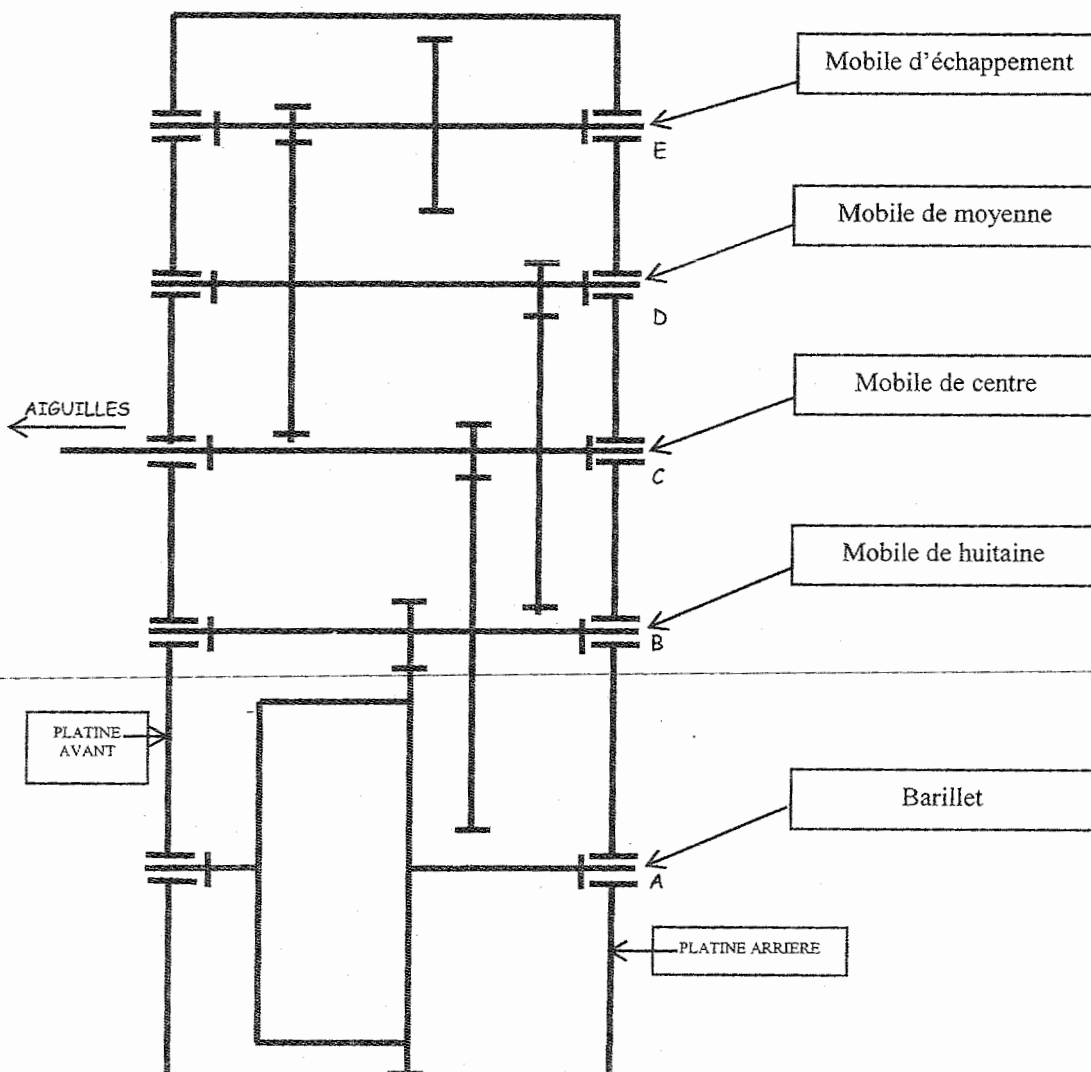 Mobile d'échappement
E
Mobile de moyenne
D
AIGUILLES
Mobile de centre
C
Mobile de huitaine
B
PLATINE
AVANT
Barillet
A
PLATINE ARRIERE